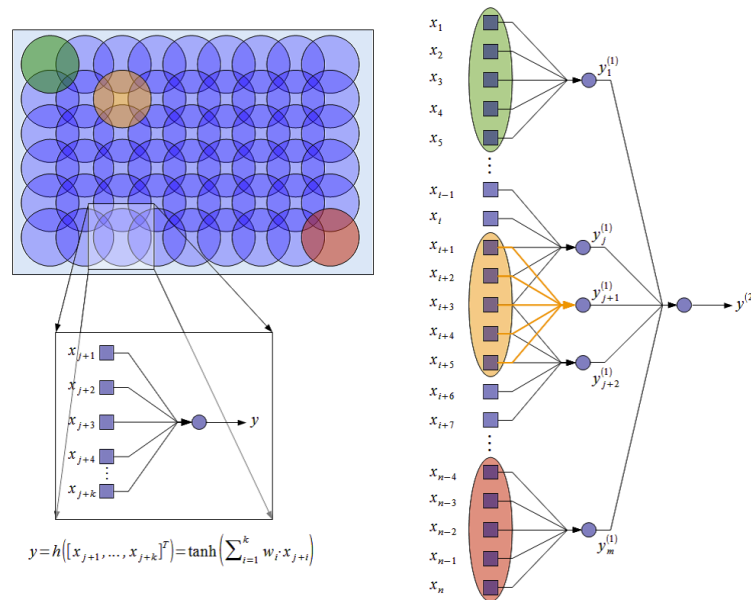 x_{j+1}
x_{j+2}
x_{j+3}
y
x_{j+4}
⋮
x_{j+k}
y=h([x_{j+1},...,x_{j+k}]^T)=tanh(∑_{i=1}^k w_i·x_{j+i})
x_1
x_2
x_3
y_1^{(1)}
x_4
x_5
⋮
x_{i-1}
x_i
x_{i+1}
y_j^{(1)}
x_{i+2}
x_{i+3}
y_{j+1}^{(1)}
y^{(2
x_{i+4}
x_{i+5}
y_{j+2}^{(1)}
x_{i+6}
x_{i+7}
⋮
x_{n-4}
x_{n-3}
x_{n-2}
y_m^{(1)}
x_{n-1}
x_n